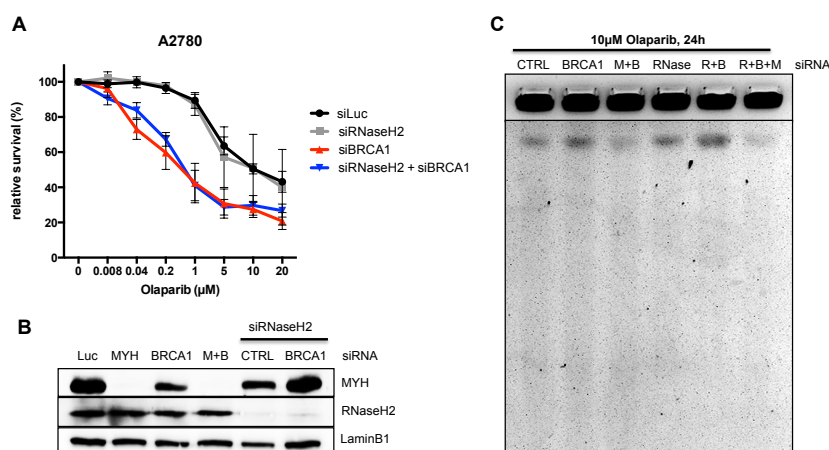 A
A2780
relative survival (%)
100
80
60
40
20
0
0 0.008 0.04 0.2 1 5 10 20
Olaparib (µM)
siLuc
siRNaseH2
siBRCA1
siRNaseH2 + siBRCA1
B
siRNaseH2
Luc MYH BRCA1 M+B CTRL BRCA1 siRNA
MYH
RNaseH2
LaminB1
C
10µM Olaparib, 24h
CTRL BRCA1 M+B RNase R+B R+B+M siRNA